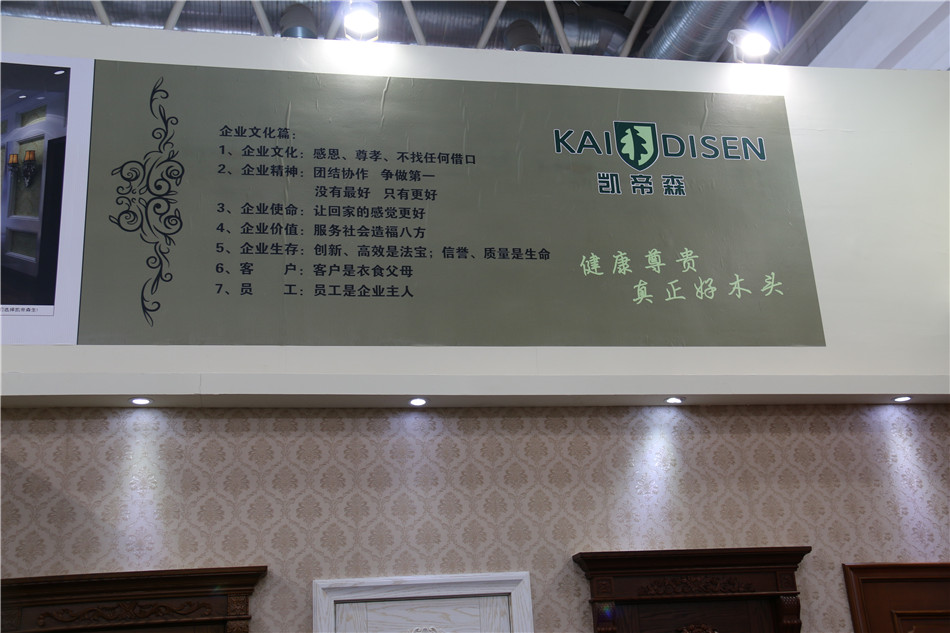 企业文化篇：
1、企业文化：感恩、尊孝、不找任何借口
2、企业精神：团结协作 争做第一
没有最好 只有更好
3、企业使命：让回家的感觉更好
4、企业价值：服务社会造福八方
5、企业生存：创新、高效是法宝；信誉、质量是生命
6、客 户：客户是衣食父母
7、员 工：员工是企业主人
KAI DISEN
凯帝森
健康尊贵
真正好木头